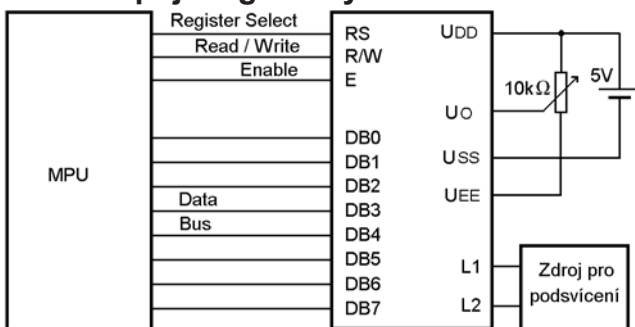 Register Select
Read / Write
Enable
MPU
Data
Bus
RS
R/W
E
DB0
DB1
DB2
DB3
DB4
DB5
DB6
DB7
UDD
UO
USS
UEE
L1
L2
10kΩ
5V
Zdroj pro
podsvícení